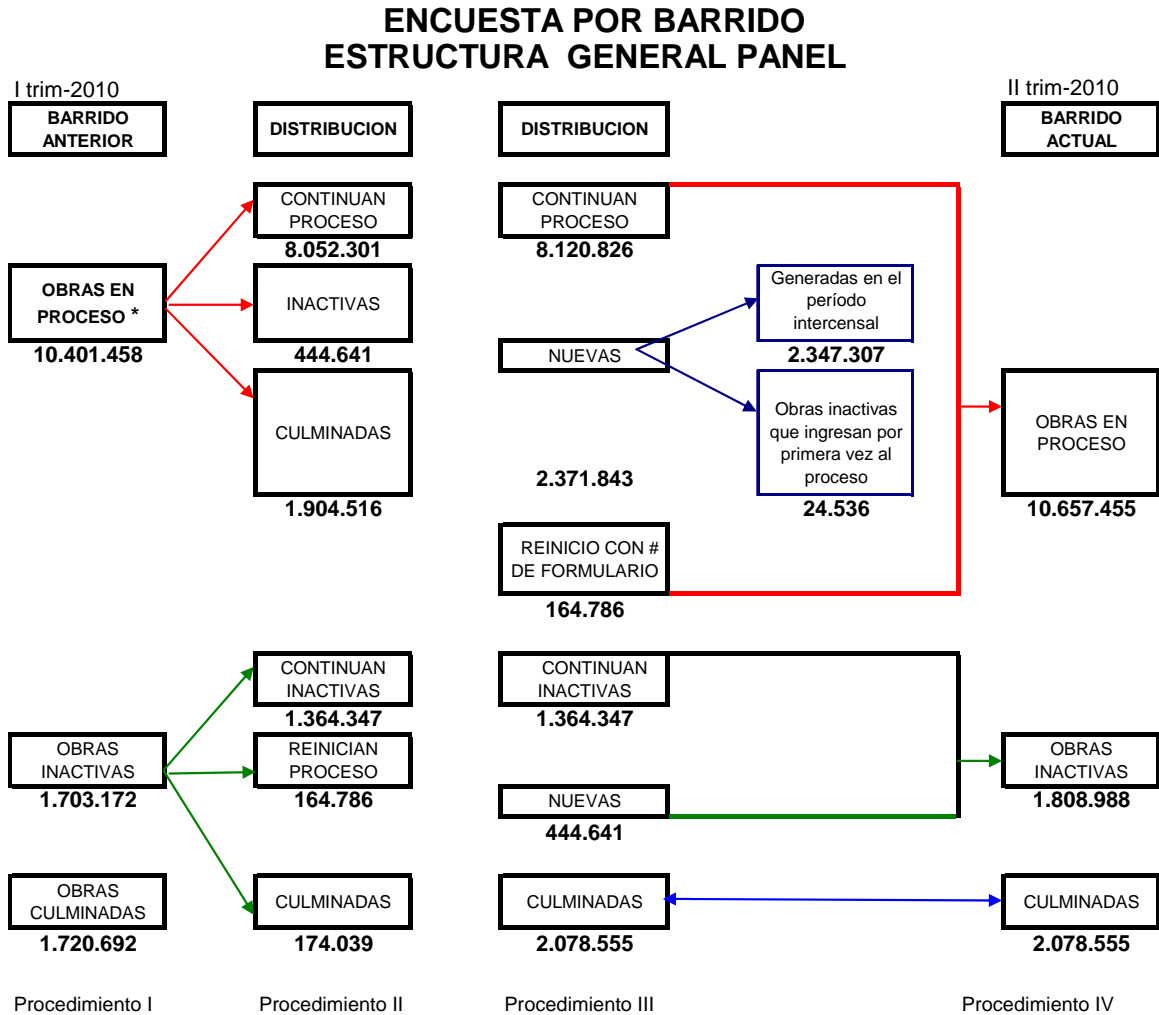 ENCUESTA POR BARRIDO
ESTRUCTURA GENERAL PANEL
I trim-2010
II trim-2010
BARRIDO
ANTERIOR
DISTRIBUCION
DISTRIBUCION
BARRIDO
ACTUAL
CONTINUAN
PROCESO
8.052.301
CONTINUAN
PROCESO
8.120.826
OBRAS EN
PROCESO *
10.401.458
INACTIVAS
444.641
Generadas en el
período
intercensal
2.347.307
NUEVAS
2.371.843
CULMINADAS
1.904.516
Obras inactivas
que ingresan por
primera vez al
proceso
24.536
OBRAS EN
PROCESO
10.657.455
REINICIO CON #
DE FORMULARIO
164.786
CONTINUAN
INACTIVAS
1.364.347
CONTINUAN
INACTIVAS
1.364.347
OBRAS
INACTIVAS
1.703.172
REINICIAN
PROCESO
164.786
NUEVAS
444.641
OBRAS
INACTIVAS
1.808.988
OBRAS
CULMINADAS
1.720.692
CULMINADAS
174.039
CULMINADAS
2.078.555
CULMINADAS
2.078.555
Procedimiento I
Procedimiento II
Procedimiento III
Procedimiento IV